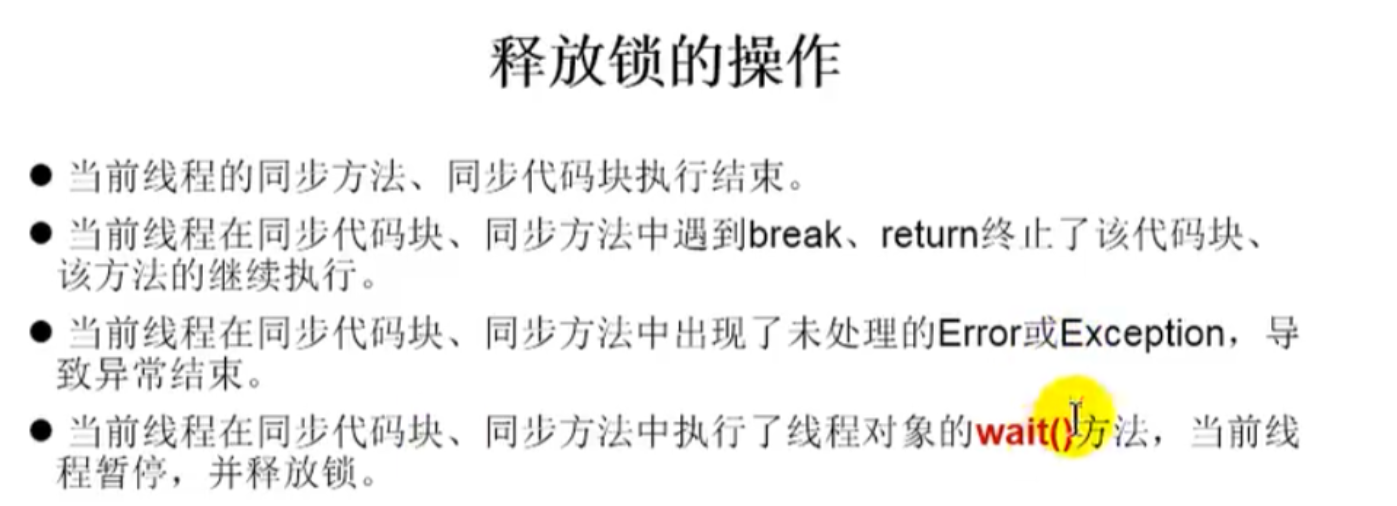 释放锁的操作
● 当前线程的同步方法、同步代码块执行结束。
● 当前线程在同步代码块、同步方法中遇到break、return终止了该代码块、
该方法的继续执行。
● 当前线程在同步代码块、同步方法中出现了未处理的Error或Exception，导
致异常结束。
● 当前线程在同步代码块、同步方法中执行了线程对象的wait()方法，当前线
程暂停，并释放锁。